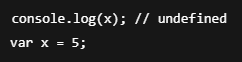 console.log(x); // undefined
var x = 5;